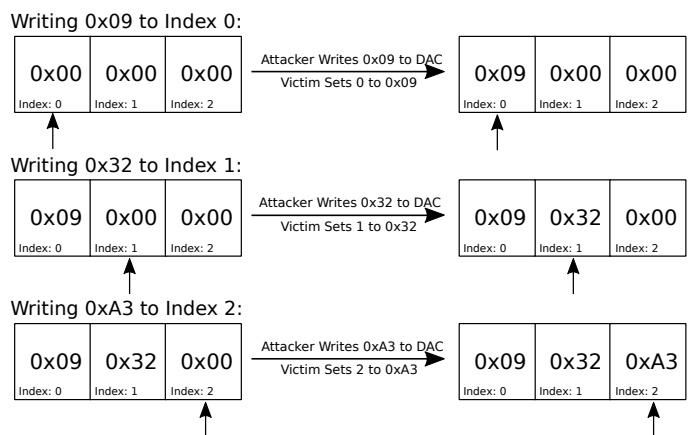 Writing 0x09 to Index 0:
0x00 0x00 0x00
Index: 0 Index: 1 Index: 2
Attacker Writes 0x09 to DAC
Victim Sets 0 to 0x09
0x09 0x00 0x00
Index: 0 Index: 1 Index: 2
Writing 0x32 to Index 1:
0x09 0x00 0x00
Index: 0 Index: 1 Index: 2
Attacker Writes 0x32 to DAC
Victim Sets 1 to 0x32
0x09 0x32 0x00
Index: 0 Index: 1 Index: 2
Writing 0xA3 to Index 2:
0x09 0x32 0x00
Index: 0 Index: 1 Index: 2
Attacker Writes 0xA3 to DAC
Victim Sets 2 to 0xA3
0x09 0x32 0xA3
Index: 0 Index: 1 Index: 2